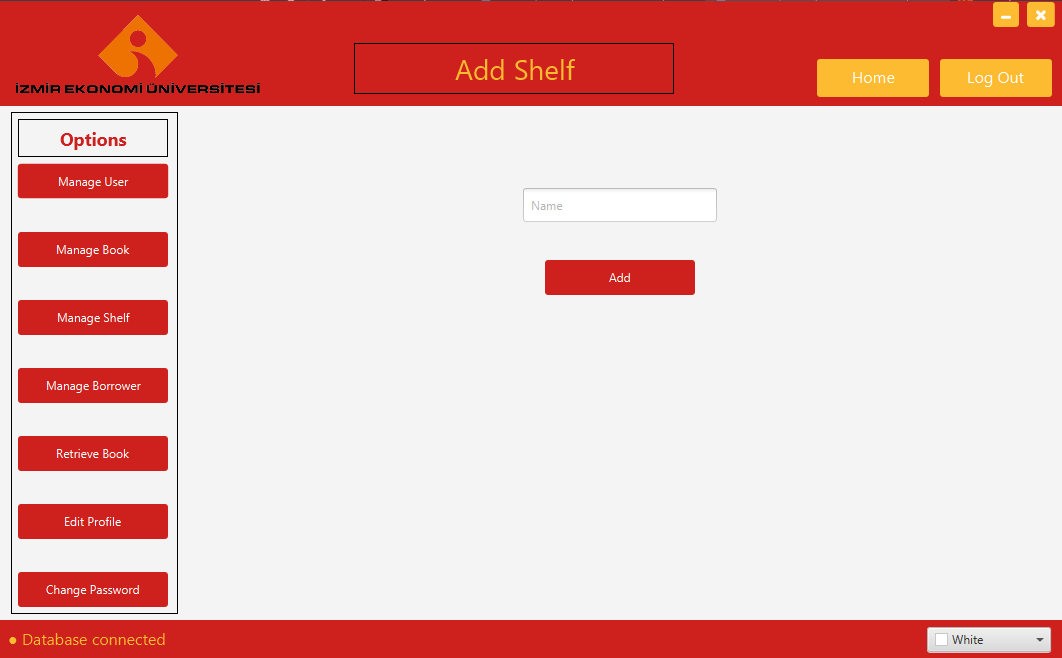 İZMİR EKONOMİ ÜNİVERSİTESİ
Add Shelf
Home
Log Out
Options
Manage User
Manage Book
Manage Shelf
Manage Borrower
Retrieve Book
Edit Profile
Change Password
Name
Add
Database connected
White